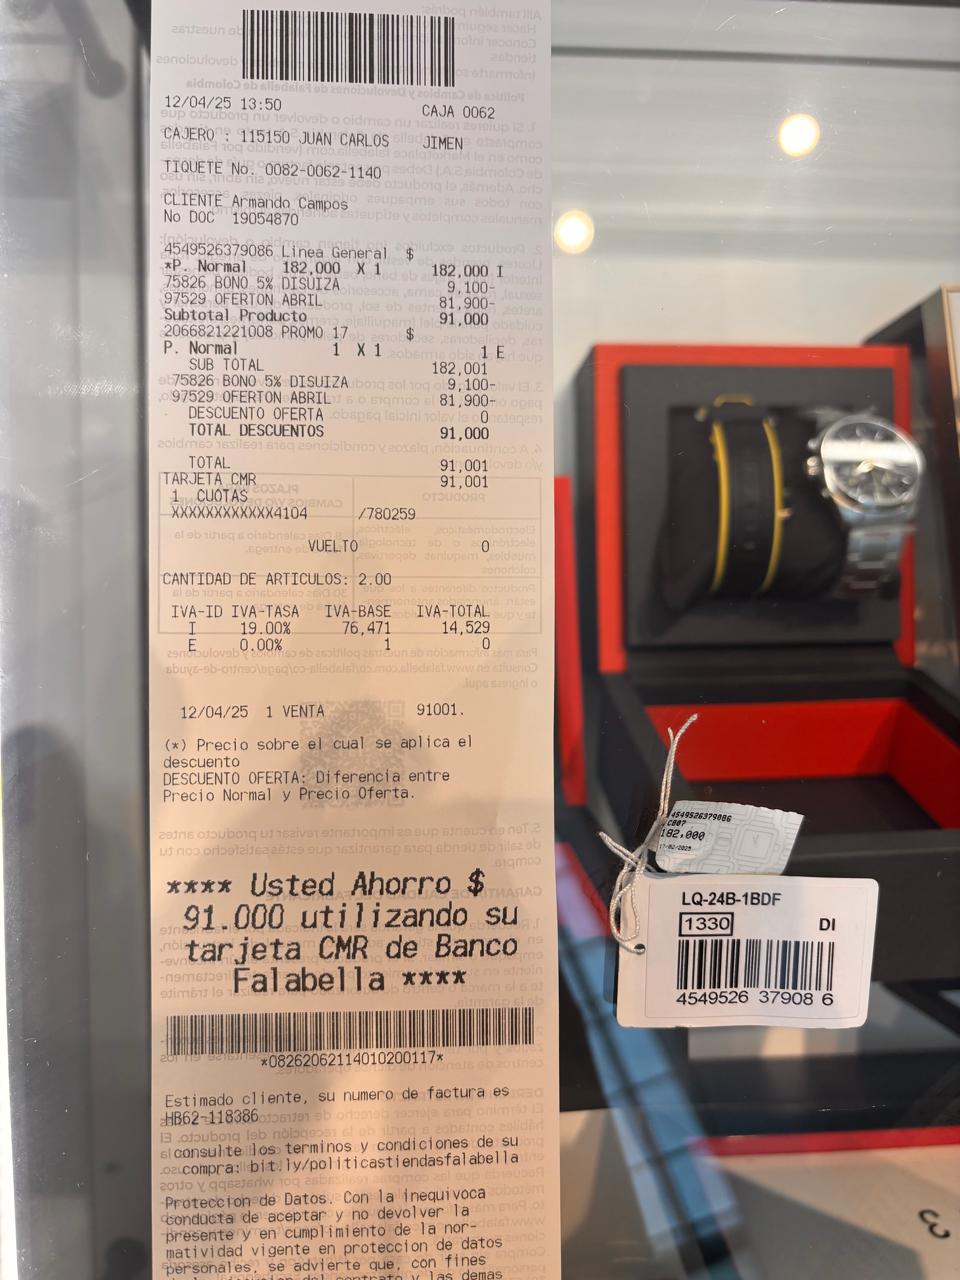 12/04/25 13:50 CAJA 0062
CAJERO : 115150 JUAN CARLOS JIMEN
TIQUETE No. 0082-0062-1140
CLIENTE Armando Campos
No DOC 19054870
4549526379086 Linea General $
*P. Normal 182,000 X 1 182,000 I
75826 BONO 5% DISUIZA 9,100-
97529 OFERTON ABRIL 81,900-
Subtotal Producto 91,000
2066821221008 PROMO 17 $
P. Normal 1 X 1 1 E
SUB TOTAL 182,001
75826 BONO 5% DISUIZA 9,100-
97529 OFERTON ABRIL 81,900-
DESCUENTO OFERTA 0
TOTAL DESCUENTOS 91,000
TOTAL 91,001
TARJETA CMR 91,001
1 CUOTAS
XXXXXXXXXXXX4104 /780259
VUELTO 0
CANTIDAD DE ARTICULOS: 2.00
IVA-ID IVA-TASA IVA-BASE IVA-TOTAL
I 19.00% 76,471 14,529
E 0.00% 1 0
12/04/25 1 VENTA 91001.
(*) Precio sobre el cual se aplica el
descuento
DESCUENTO OFERTA: Diferencia entre
Precio Normal y Precio Oferta.
**** Usted Ahorro $
91.000 utilizando su
tarjeta CMR de Banco
Falabella ****
*08262062114010200117*
Estimado cliente, su numero de factura es
HB62-118386
consulte los terminos y condiciones de su
compra: bit.ly/politicastiendasfalabella
Proteccion de Datos. Con la inequivoca
conducta de aceptar y no devolver la
presente y en cumplimiento de la nor-
matividad vigente en proteccion de datos
personales, se advierte que, con fines
4549526379086
CB07
182,000
17/02/2025
LQ-24B-1BDF
1330 DI
4549526 37908 6